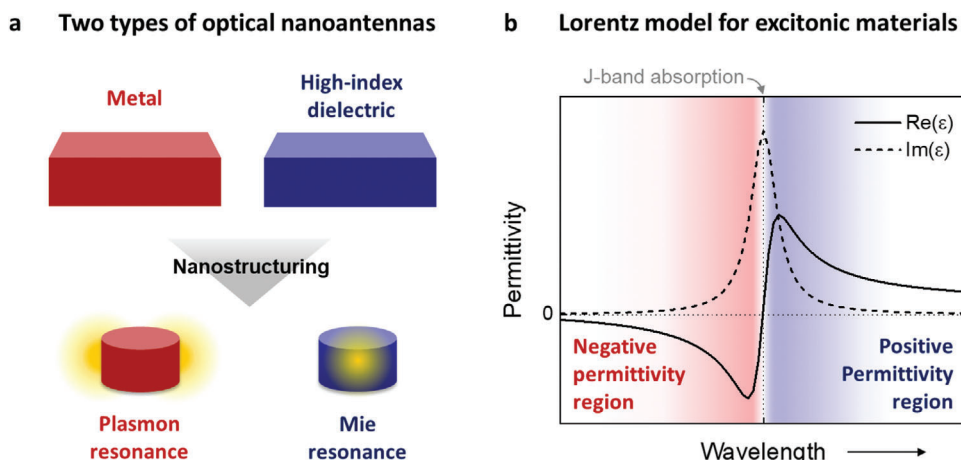 a Two types of optical nanoantennas
Metal
High-index
dielectric
Nanostructuring
Plasmon
resonance
Mie
resonance
b Lorentz model for excitonic materials
J-band absorption
Re(ε)
Im(ε)
Permittivity
0
Negative
permittivity
region
Positive
Permittivity
region
Wavelength